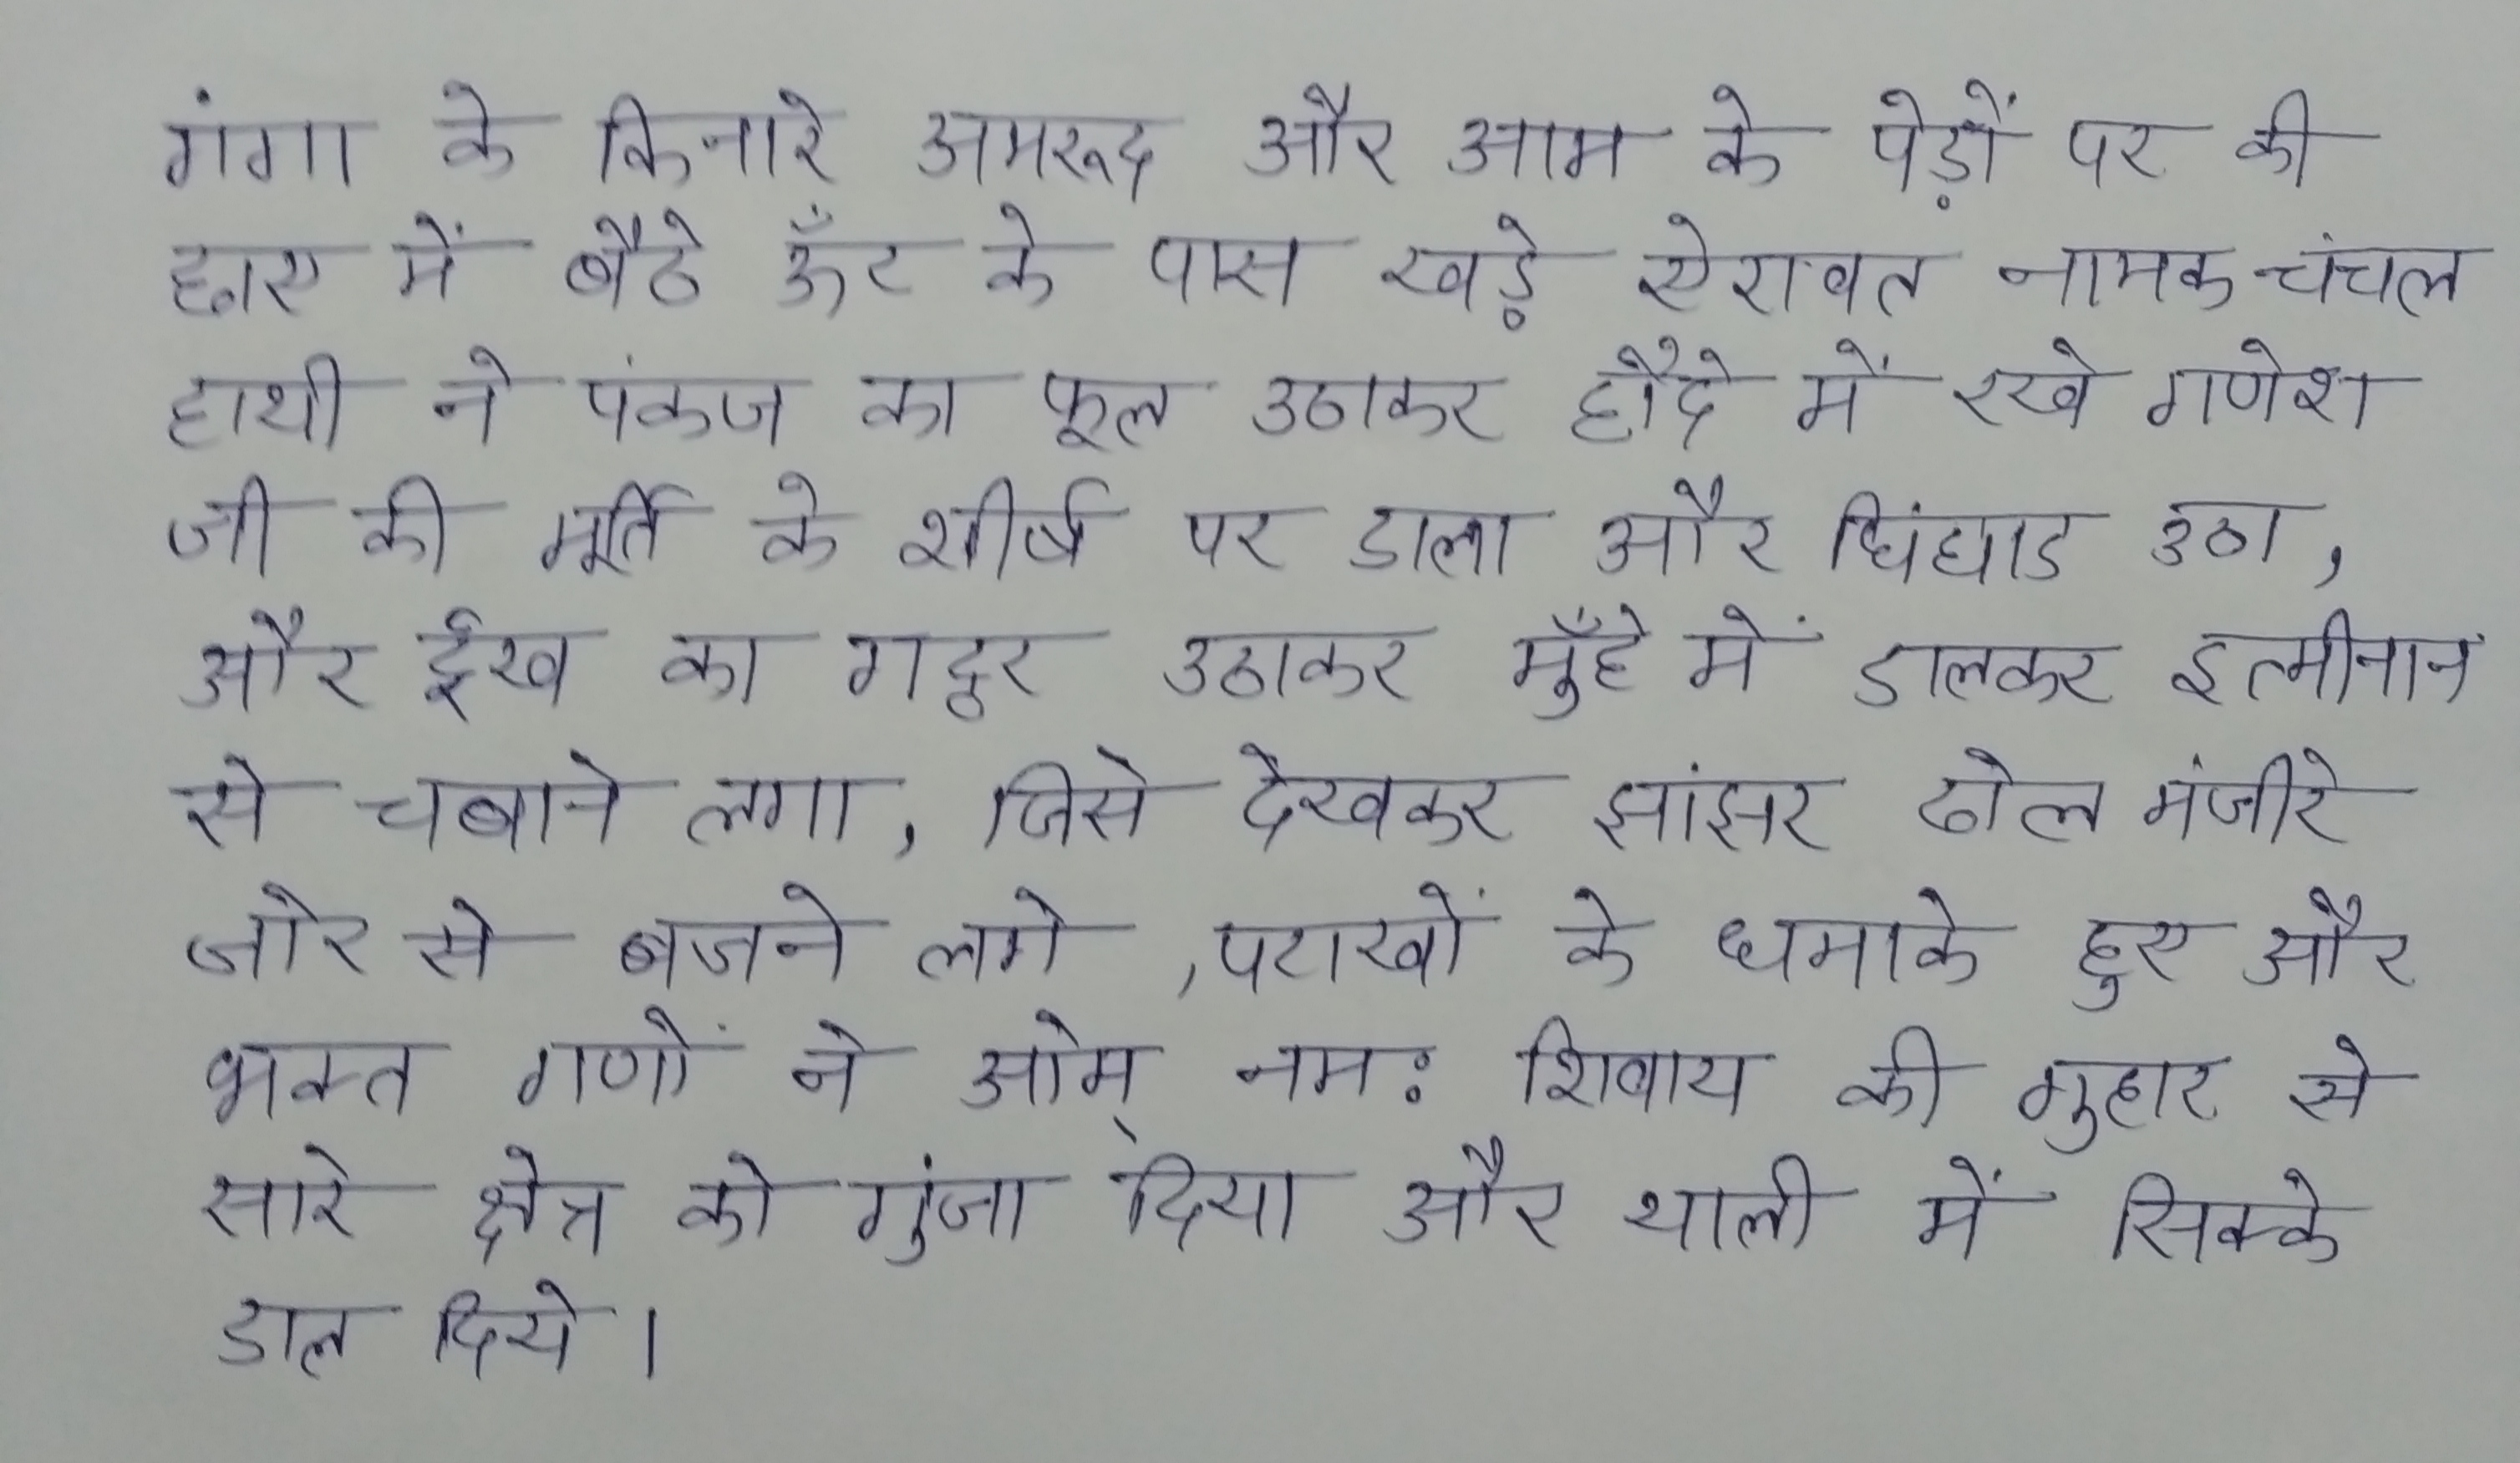 गंगा के किनारे अमरूद और आम के पेड़ों पर की
छाए में बैठे ऊँट के पास खड़े ऐरावत नामक चंचल
हाथी ने पंकज का फूल उठाकर हौदे में रखे गणेश
जी की मूर्ति के शीर्ष पर डाला और घिंघाड उठा,
और ईख का गट्ठर उठाकर मुँह में डालकर इत्मीनान
से चबाने लगा, जिसे देखकर झांझर ढोल मंजीरे
जोर से बजने लगे ,पटाखों के धमाके हुए और
भक्त गणों ने ओम् नमः शिवाय की गुहार से
सारे क्षेत्र को गुंजा दिया और थाली में सिक्के
डाल दिये।